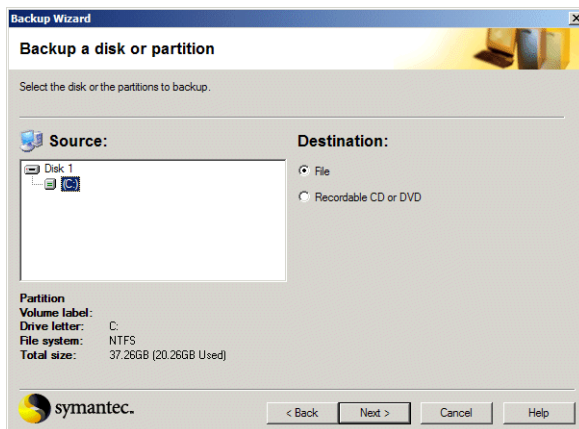 Backup Wizard
Backup a disk or partition
Select the disk or the partitions to backup.
Source:
Disk 1
(C:)
Destination:
File
Recordable CD or DVD
Partition
Volume label:
Drive letter: C:
File system: NTFS
Total size: 37.26GB (20.26GB Used)
symantec.
< Back
Next >
Cancel
Help